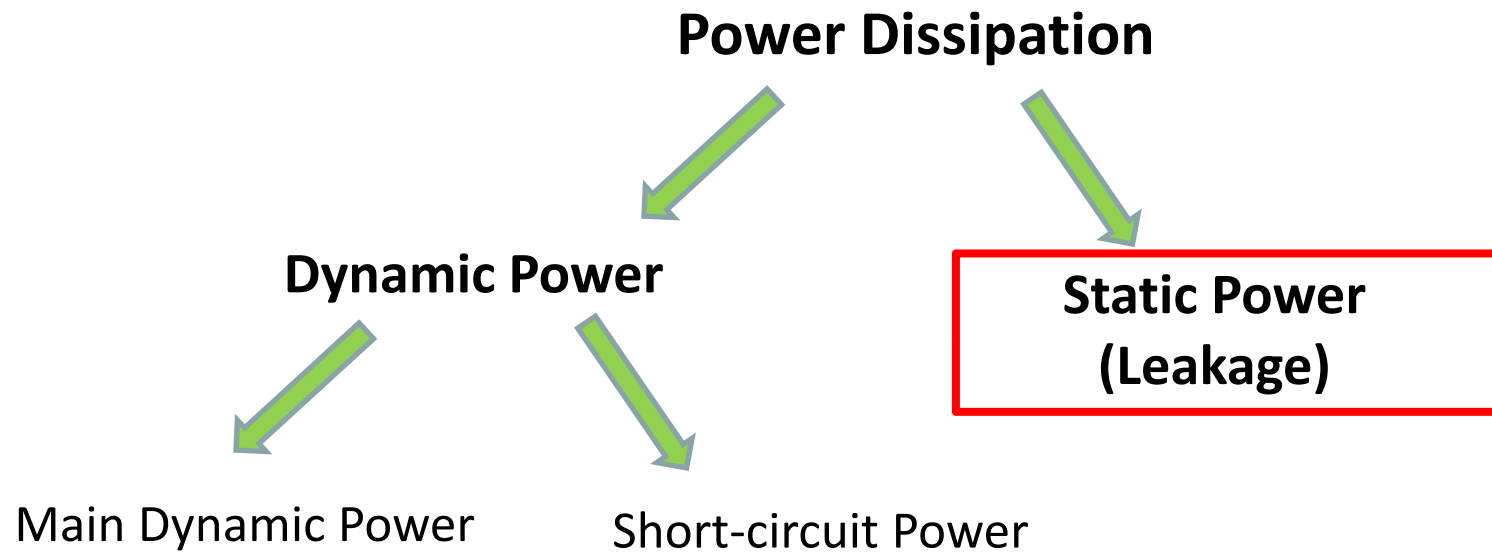 Power Dissipation
Dynamic Power
Static Power
(Leakage)
Main Dynamic Power
Short-circuit Power